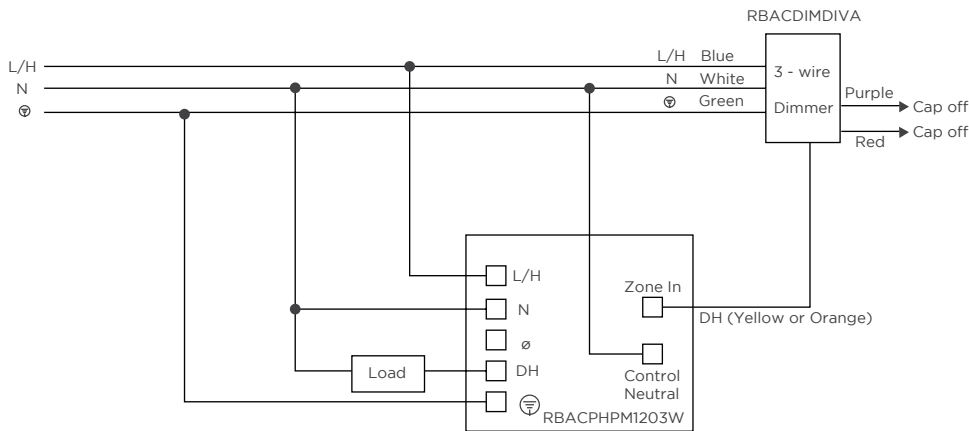 RBACDIMDIVA
L/H
N
L/H Blue
N White
Green
3 - wire
Dimmer
Purple
Cap off
Red
Cap off
L/H
N
ø
DH
Load
Zone In
DH (Yellow or Orange)
Control
Neutral
RBACPHPM1203W